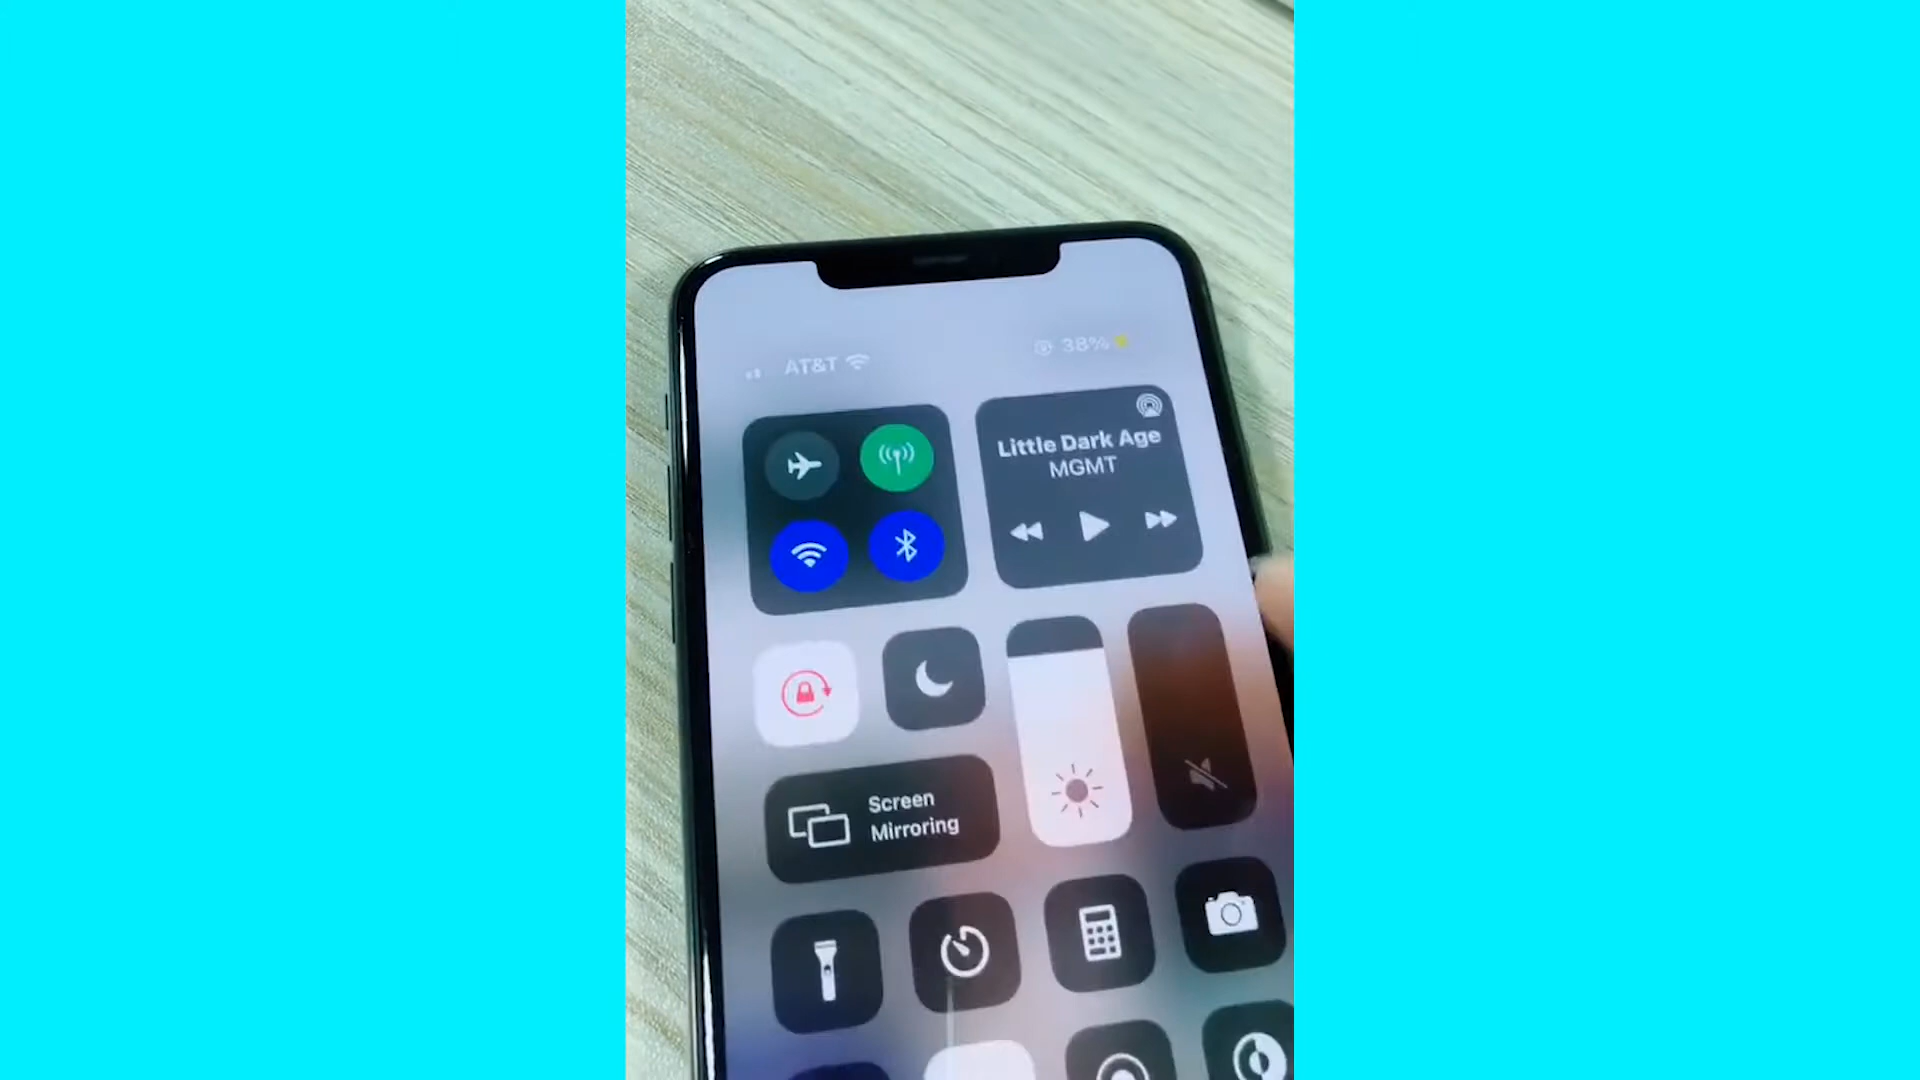 AT&T
38%
Little Dark Age
MGMT
Screen
Mirroring